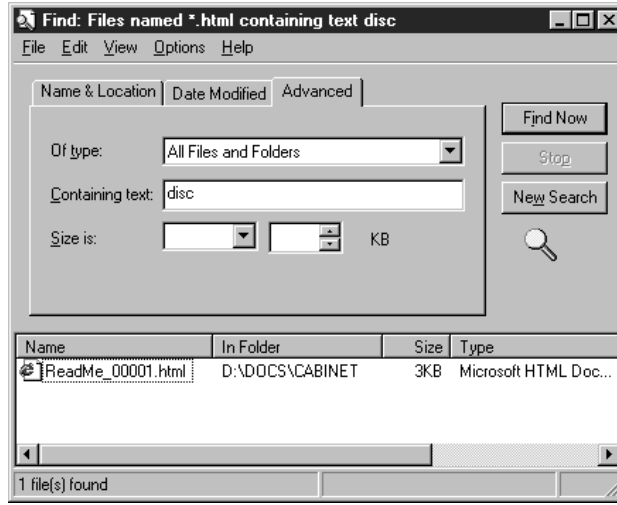 Find: Files named *.html containing text disc
File Edit View Options Help
Name & Location Date Modified Advanced
Find Now
Of type: All Files and Folders
Stop
Containing text: disc
New Search
Size is: KB
Name In Folder Size Type
ReadMe_00001.html D:\DOCS\CABINET 3KB Microsoft HTML Doc...
1 file(s) found